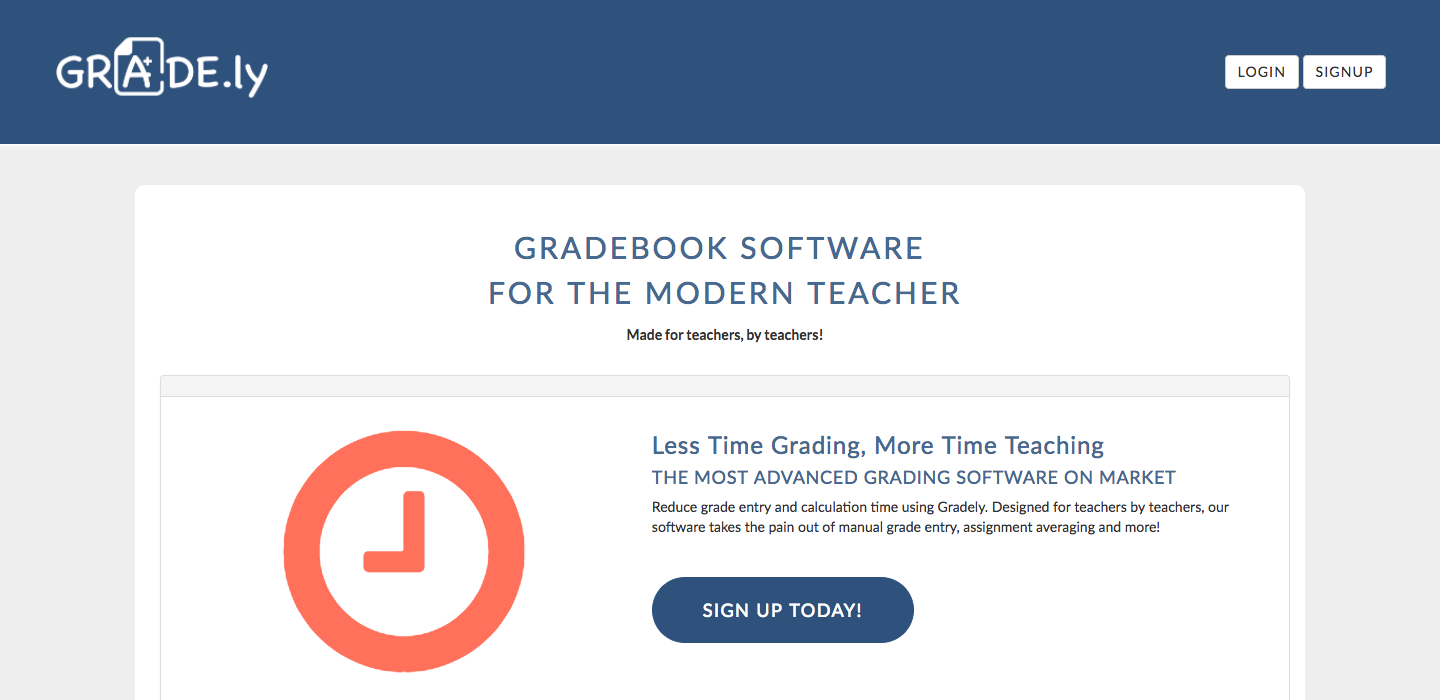 GRADE.ly
LOGIN
SIGNUP
GRADEBOOK SOFTWARE
FOR THE MODERN TEACHER
Made for teachers, by teachers!
Less Time Grading, More Time Teaching
THE MOST ADVANCED GRADING SOFTWARE ON MARKET
Reduce grade entry and calculation time using Gradely. Designed for teachers by teachers, our
software takes the pain out of manual grade entry, assignment averaging and more!
SIGN UP TODAY!